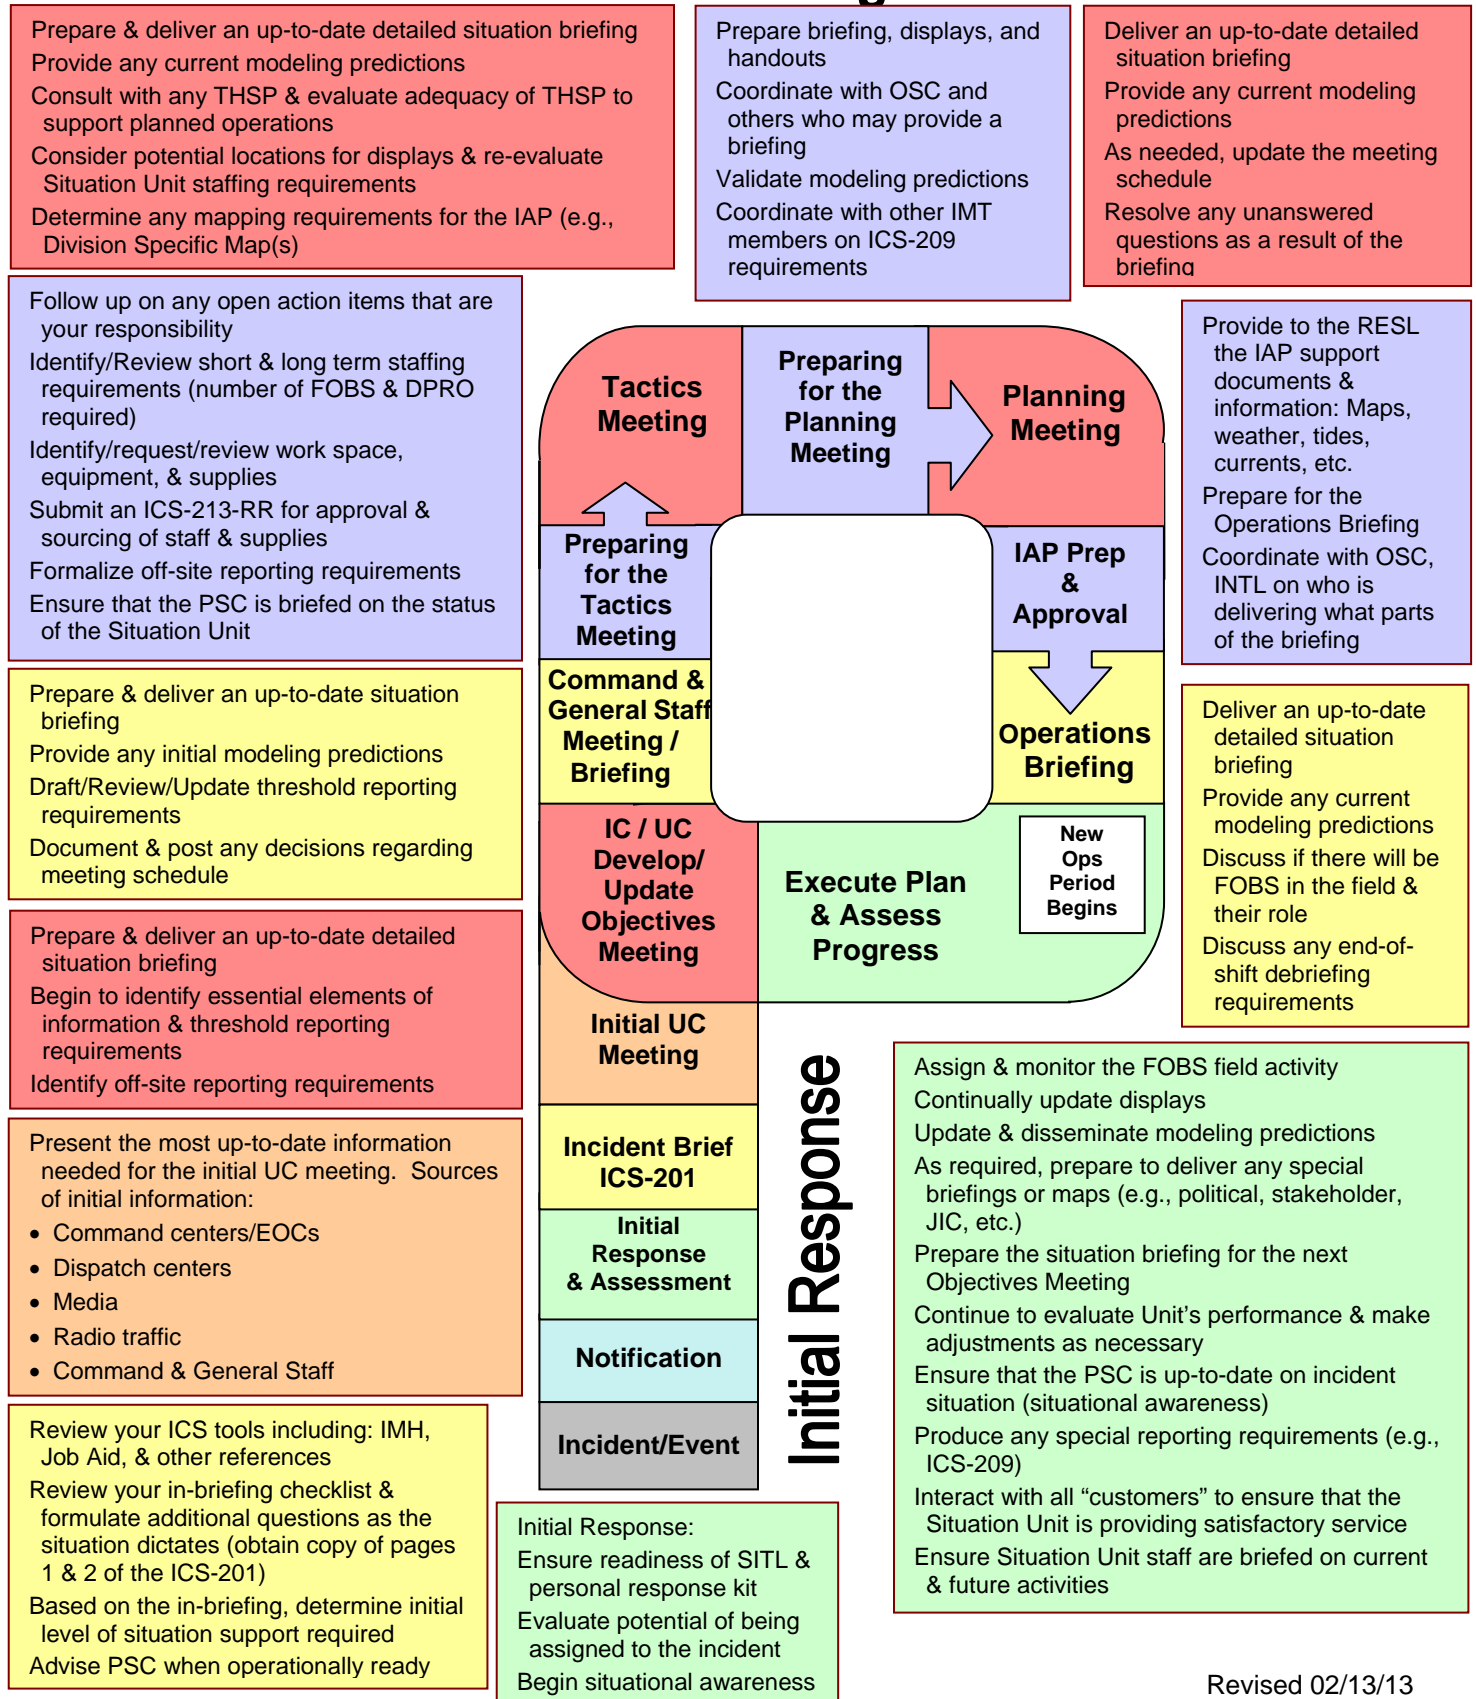 Prepare & deliver an up-to-date detailed situation briefing
Provide any current modeling predictions
Consult with any THSP & evaluate adequacy of THSP to
support planned operations
Consider potential locations for displays & re-evaluate
Situation Unit staffing requirements
Determine any mapping requirements for the IAP (e.g.,
Division Specific Map(s)
Prepare briefing, displays, and
handouts
Coordinate with OSC and
others who may provide a
briefing
Validate modeling predictions
Coordinate with other IMT
members on ICS-209
requirements
Deliver an up-to-date detailed
situation briefing
Provide any current modeling
predictions
As needed, update the meeting
schedule
Resolve any unanswered
questions as a result of the
briefing
Follow up on any open action items that are
your responsibility
Identify/Review short & long term staffing
requirements (number of FOBS & DPRO
required)
Identify/request/review work space,
equipment, & supplies
Submit an ICS-213-RR for approval &
sourcing of staff & supplies
Formalize off-site reporting requirements
Ensure that the PSC is briefed on the status
of the Situation Unit
Tactics
Meeting
Preparing
for the
Planning
Meeting
Planning
Meeting
Provide to the RESL
the IAP support
documents &
information: Maps,
weather, tides,
currents, etc.
Prepare for the
Operations Briefing
Coordinate with OSC,
INTL on who is
delivering what parts
of the briefing
Preparing
for the
Tactics
Meeting
IAP Prep
&
Approval
Prepare & deliver an up-to-date situation
briefing
Provide any initial modeling predictions
Draft/Review/Update threshold reporting
requirements
Document & post any decisions regarding
meeting schedule
Command &
General Staff
Meeting /
Briefing
Operations
Briefing
Deliver an up-to-date
detailed situation
briefing
Provide any current
modeling predictions
Discuss if there will be
FOBS in the field &
their role
Discuss any end-of-
shift debriefing
requirements
IC / UC
Develop/
Update
Objectives
Meeting
Execute Plan
& Assess
Progress
New
Ops
Period
Begins
Prepare & deliver an up-to-date detailed
situation briefing
Begin to identify essential elements of
information & threshold reporting
requirements
Identify off-site reporting requirements
Initial UC
Meeting
Present the most up-to-date information
needed for the initial UC meeting. Sources
of initial information:
• Command centers/EOCs
• Dispatch centers
• Media
• Radio traffic
• Command & General Staff
Incident Brief
ICS-201
Initial
Response
& Assessment
Notification
Incident/Event
Initial Response
Assign & monitor the FOBS field activity
Continually update displays
Update & disseminate modeling predictions
As required, prepare to deliver any special
briefings or maps (e.g., political, stakeholder,
JIC, etc.)
Prepare the situation briefing for the next
Objectives Meeting
Continue to evaluate Unit’s performance & make
adjustments as necessary
Ensure that the PSC is up-to-date on incident
situation (situational awareness)
Produce any special reporting requirements (e.g.,
ICS-209)
Interact with all “customers” to ensure that the
Situation Unit is providing satisfactory service
Ensure Situation Unit staff are briefed on current
& future activities
Review your ICS tools including: IMH,
Job Aid, & other references
Review your in-briefing checklist &
formulate additional questions as the
situation dictates (obtain copy of pages
1 & 2 of the ICS-201)
Based on the in-briefing, determine initial
level of situation support required
Advise PSC when operationally ready
Initial Response:
Ensure readiness of SITL &
personal response kit
Evaluate potential of being
assigned to the incident
Begin situational awareness
Revised 02/13/13